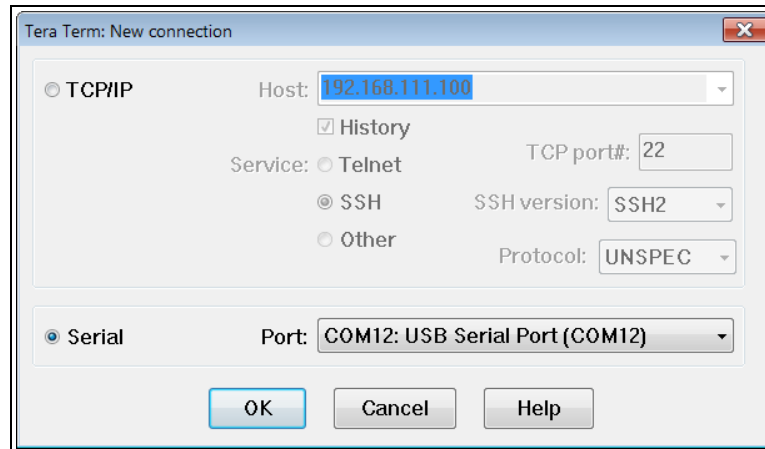 Tera Term: New connection
TCP/IP Host: 192.168.111.100
History
Service: Telnet TCP port#: 22
SSH SSH version: SSH2
Other Protocol: UNSPEC
Serial Port: COM12: USB Serial Port (COM12)
OK Cancel Help